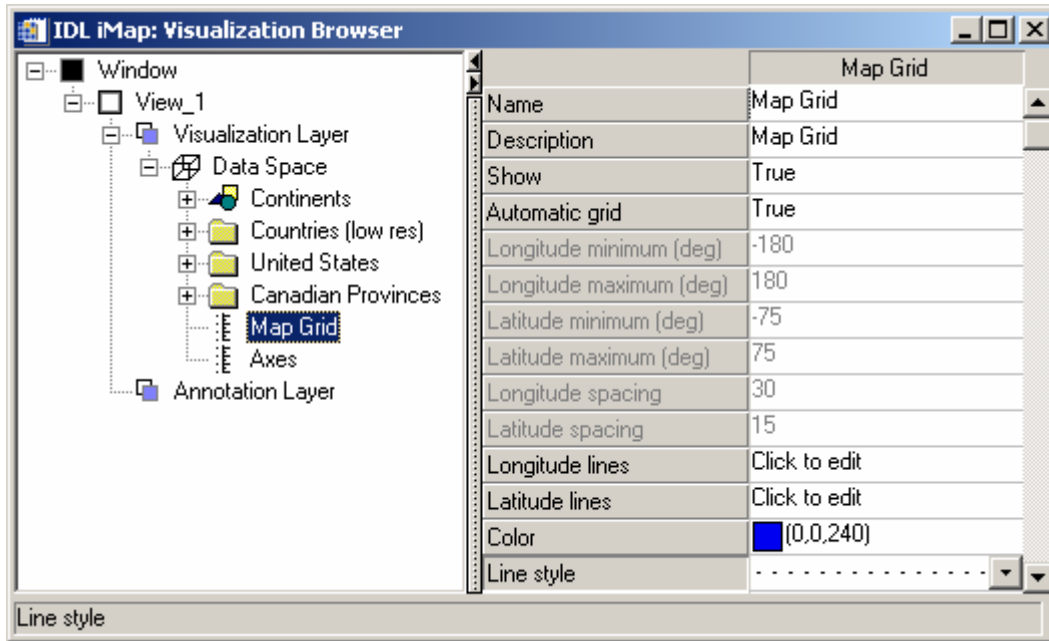 IDL iMap: Visualization Browser
Window
View_1
Visualization Layer
Data Space
Continents
Countries (low res)
United States
Canadian Provinces
Map Grid
Axes
Annotation Layer
Map Grid
Name Map Grid
Description Map Grid
Show True
Automatic grid True
Longitude minimum (deg) -180
Longitude maximum (deg) 180
Latitude minimum (deg) -75
Latitude maximum (deg) 75
Longitude spacing 30
Latitude spacing 15
Longitude lines Click to edit
Latitude lines Click to edit
Color (0,0,240)
Line style
Line style